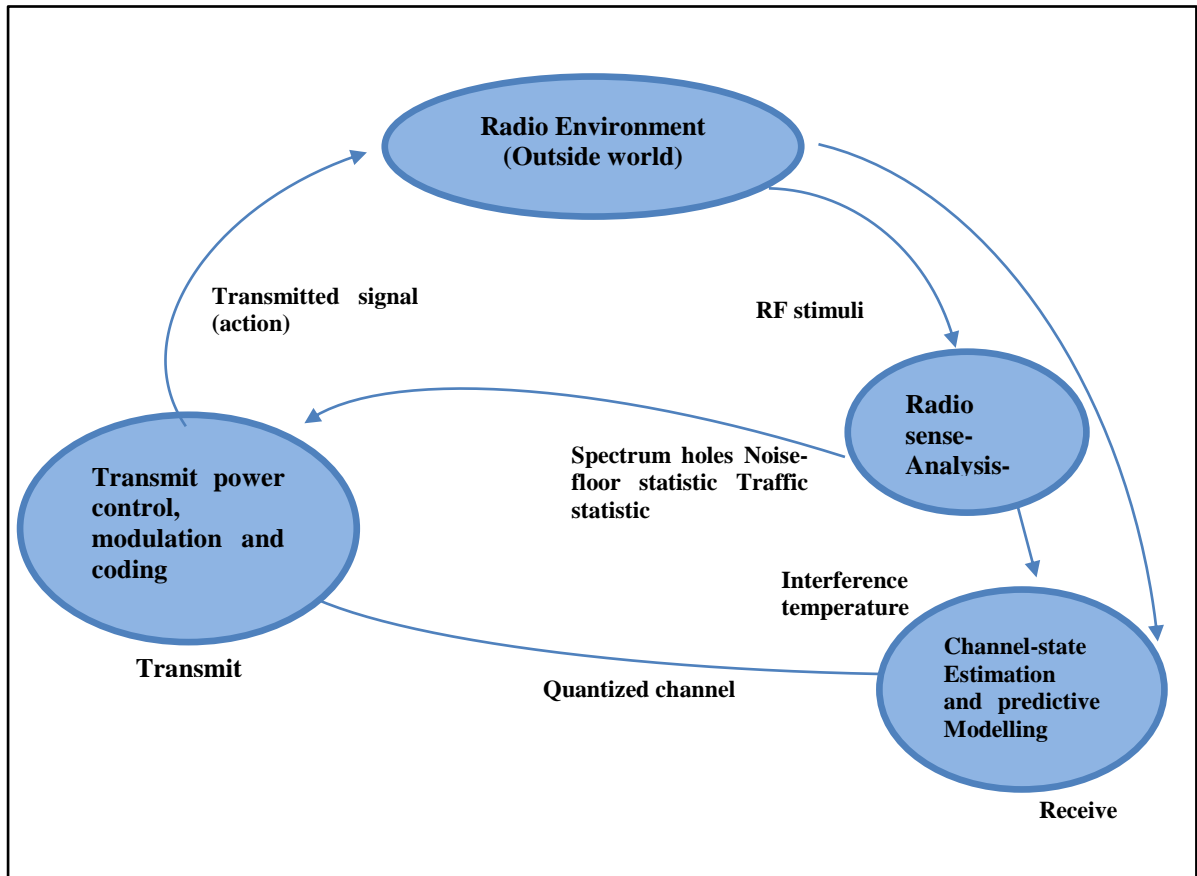 Radio Environment
(Outside world)
Transmitted signal
(action)
RF stimuli
Radio
sense-
Analysis-
Spectrum holes Noise-
floor statistic Traffic
statistic
Transmit power
control,
modulation and
coding
Interference
temperature
Channel-state
Estimation
and predictive
Modelling
Transmit
Quantized channel
Receive